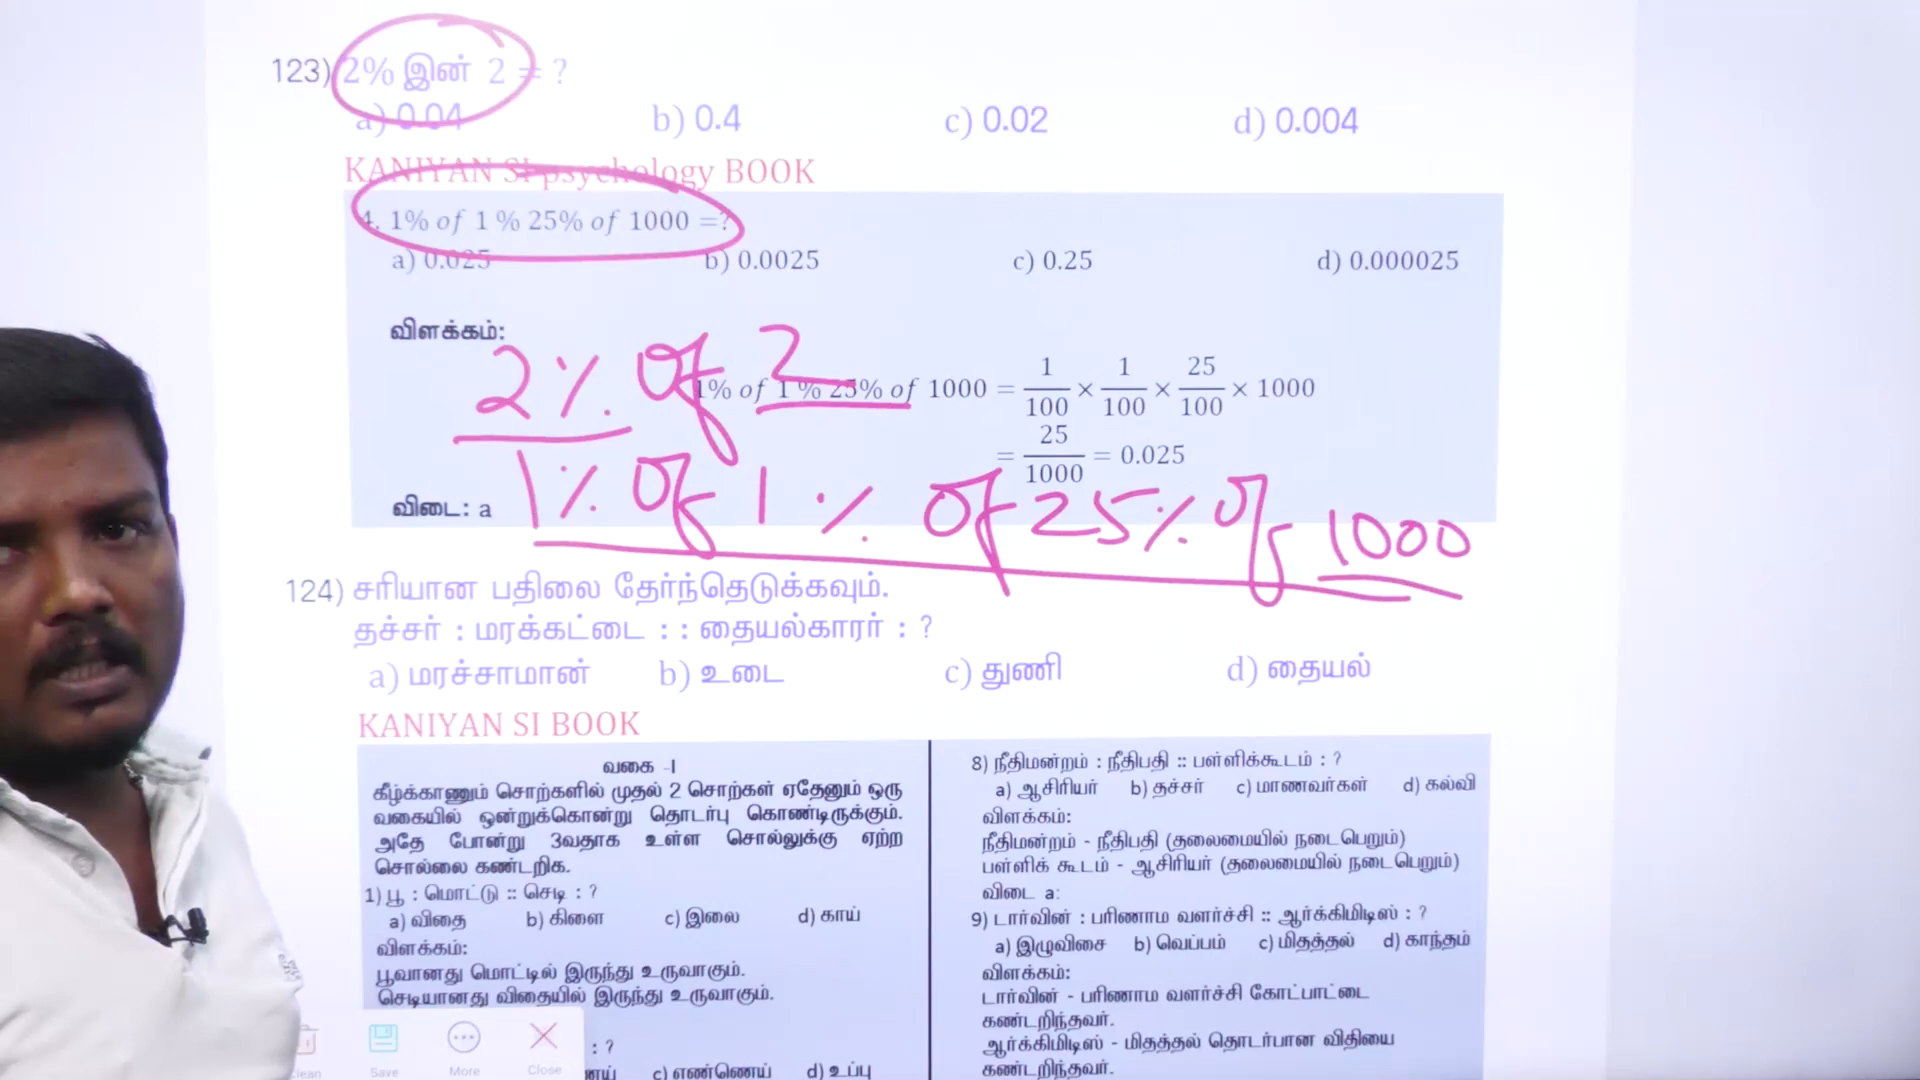 123) 2% இன் 2 = ?
a) 0.04 b) 0.4 c) 0.02 d) 0.004
KANIYAN SI psychology BOOK
4. 1% of 1 % 25% of 1000 =?
a) 0.025 b) 0.0025 c) 0.25 d) 0.000025
விளக்கம்:
2% of 2
1% of 1 % 25% of 1000 = 1/100 × 1/100 × 25/100 × 1000
= 25/1000 = 0.025
1% of 1 % of 25% of 1000
விடை: a
124) சரியான பதிலை தேர்ந்தெடுக்கவும்.
தச்சர் : மரக்கட்டை : : தையல்காரர் : ?
a) மரச்சாமான் b) உடை c) துணி d) தையல்
KANIYAN SI BOOK
வகை -I
கீழ்க்காணும் சொற்களில் முதல் 2 சொற்கள் ஏதேனும் ஒரு
வகையில் ஒன்றுக்கொன்று தொடர்பு கொண்டிருக்கும்.
அதே போன்று 3வதாக உள்ள சொல்லுக்கு ஏற்ற
சொல்லை கண்டறிக.
1) பூ : மொட்டு :: செடி : ?
a) விதை b) கிளை c) இலை d) காய்
விளக்கம்:
பூவானது மொட்டில் இருந்து உருவாகும்.
செடியானது விதையில் இருந்து உருவாகும்.
: ?
c) எண்ணெய் d) உப்பு
8) நீதிமன்றம் : நீதிபதி :: பள்ளிக்கூடம் : ?
a) ஆசிரியர் b) தச்சர் c) மாணவர்கள் d) கல்வி
விளக்கம்:
நீதிமன்றம் - நீதிபதி (தலைமையில் நடைபெறும்)
பள்ளிக் கூடம் - ஆசிரியர் (தலைமையில் நடைபெறும்)
விடை a:
9) டார்வின் : பரிணாம வளர்ச்சி :: ஆர்க்கிமிடிஸ் : ?
a) இழுவிசை b) வெப்பம் c) மிதத்தல் d) காந்தம்
விளக்கம்:
டார்வின் - பரிணாம வளர்ச்சி கோட்பாட்டை
கண்டறிந்தவர்.
ஆர்க்கிமிடிஸ் - மிதத்தல் தொடர்பான விதியை
கண்டறிந்தவர்.
Save More Close